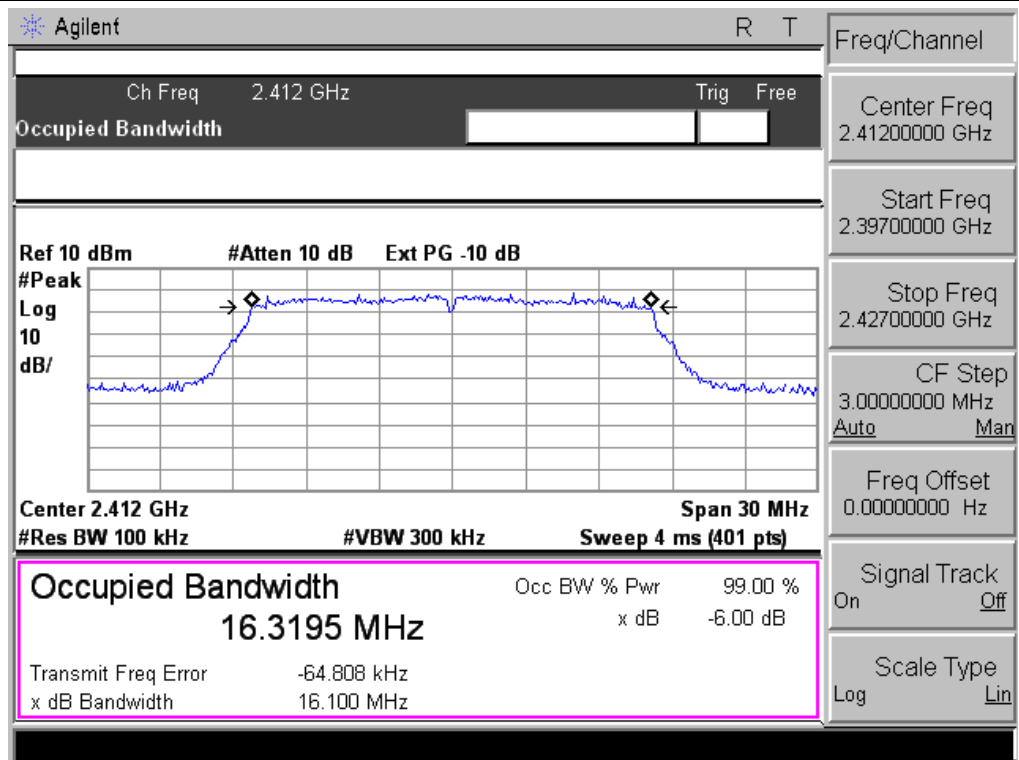 Agilent R T
Ch Freq 2.412 GHz Trig Free
Occupied Bandwidth
Ref 10 dBm #Atten 10 dB Ext PG -10 dB
#Peak
Log
10
dB/
Center 2.412 GHz Span 30 MHz
#Res BW 100 kHz #VBW 300 kHz Sweep 4 ms (401 pts)
Occupied Bandwidth Occ BW % Pwr 99.00 %
16.3195 MHz x dB -6.00 dB
Transmit Freq Error -64.808 kHz
x dB Bandwidth 16.100 MHz
Freq/Channel
Center Freq
2.41200000 GHz
Start Freq
2.39700000 GHz
Stop Freq
2.42700000 GHz
CF Step
3.00000000 MHz
Auto Man
Freq Offset
0.00000000 Hz
Signal Track
On Off
Scale Type
Log Lin